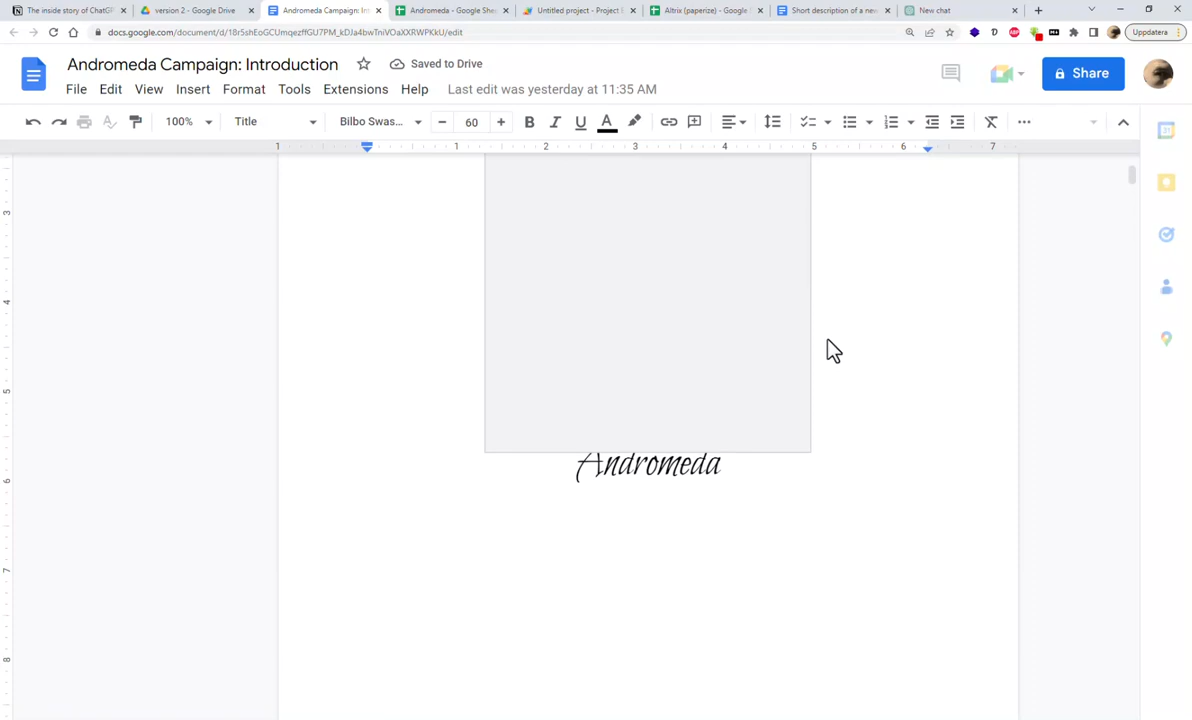 The inside story of ChatGP
version 2 - Google Drive
Andromeda Campaign: Int
Andromeda - Google She
Untitled project - Project E
Altrix (paperize) - Google
Short description of a new
New chat
docs.google.com/document/d/18r5shEoGCUmqezffGU7PM_kDJa4bwTniVOaXXRWPKkU/edit
Uppdatera
Andromeda Campaign: Introduction
Saved to Drive
File Edit View Insert Format Tools Extensions Help Last edit was yesterday at 11:35 AM
Share
100% Title Bilbo Swas... 60
1 1 2 3 4 5 6 7
3
4
5
6
7
8
Andromeda